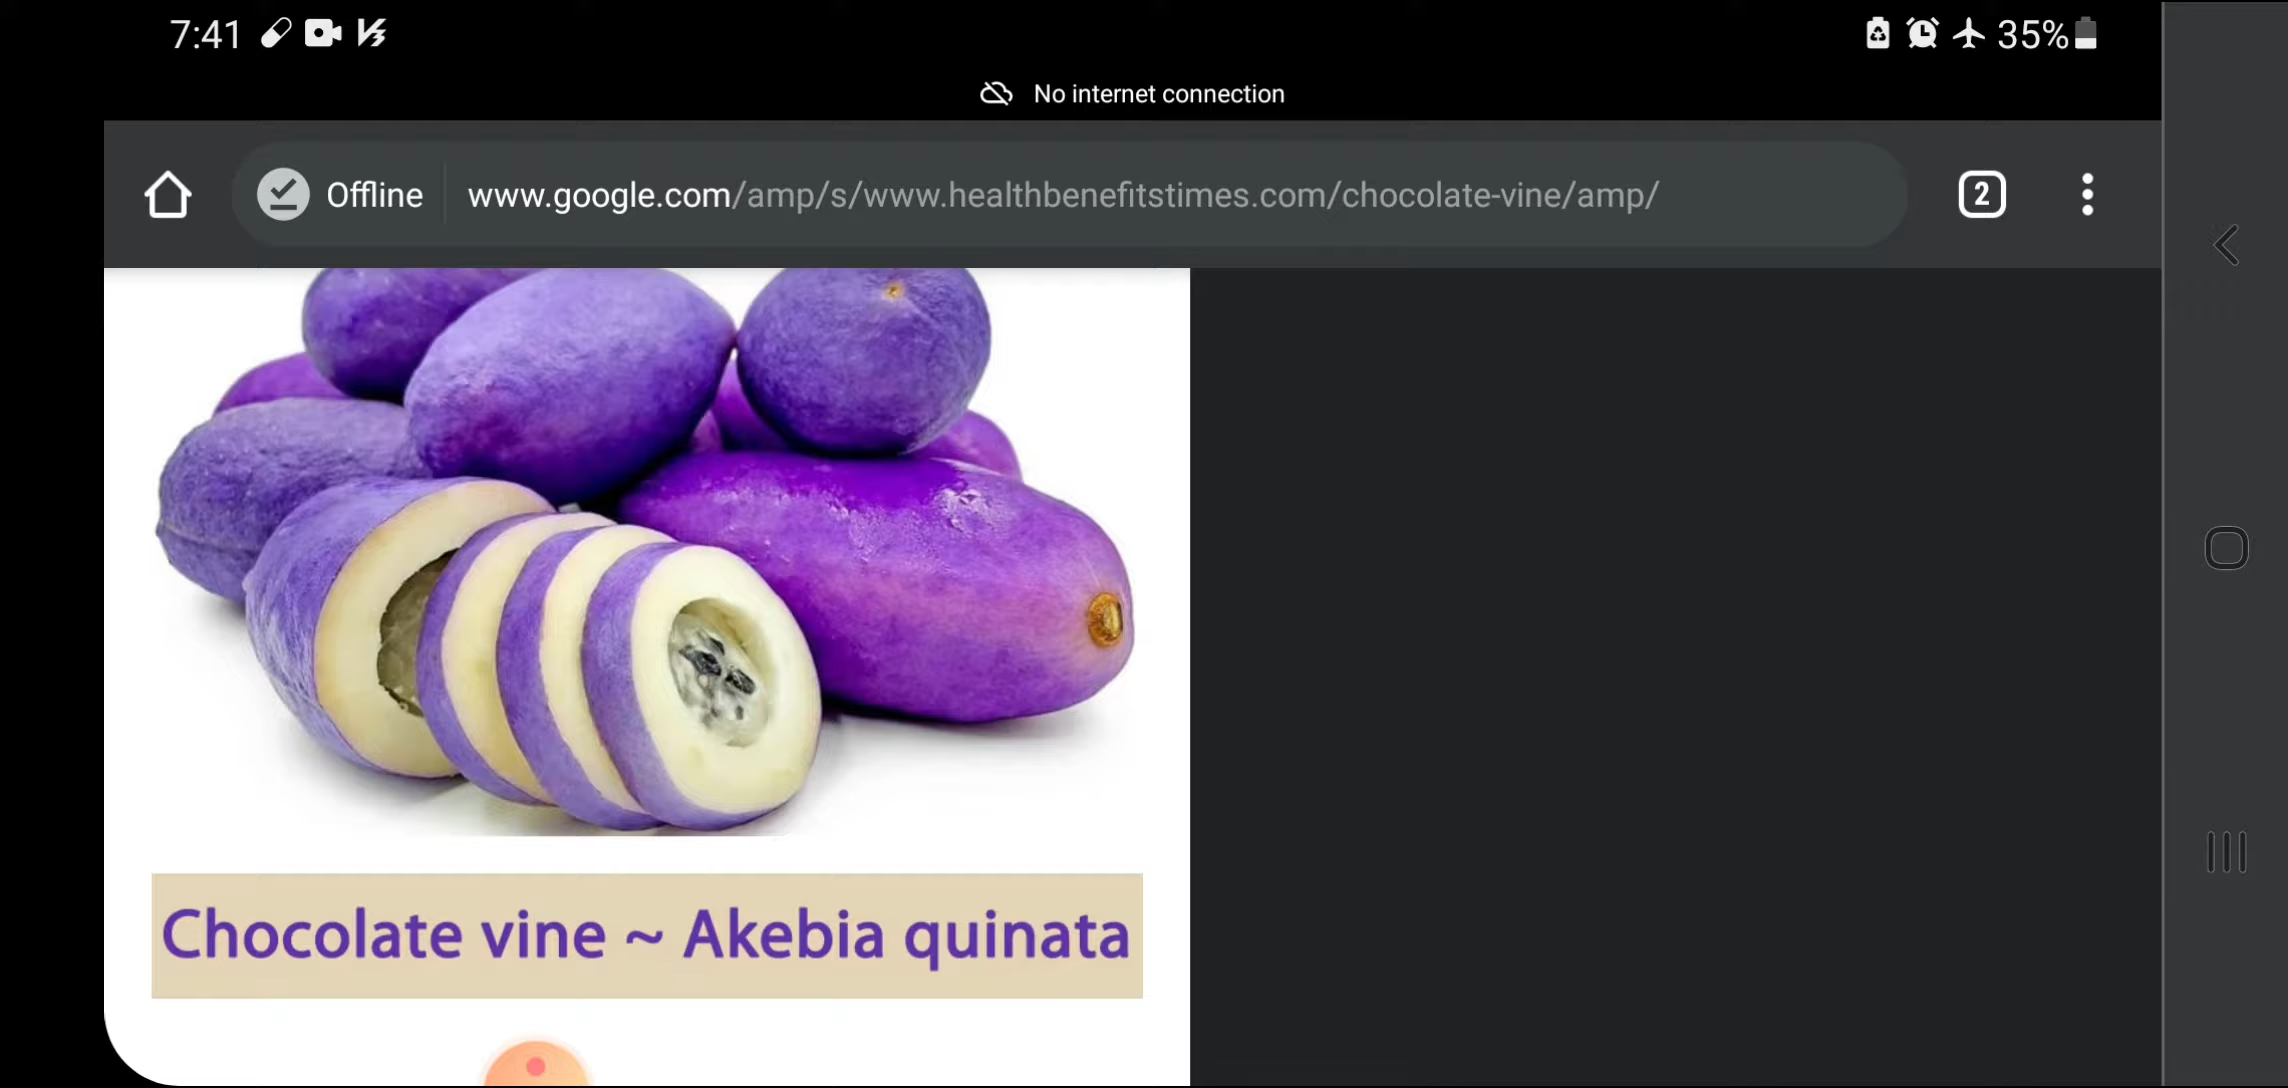 7:41
35%
No internet connection
Offline www.google.com/amp/s/www.healthbenefitstimes.com/chocolate-vine/amp/
2
Chocolate vine ~ Akebia quinata